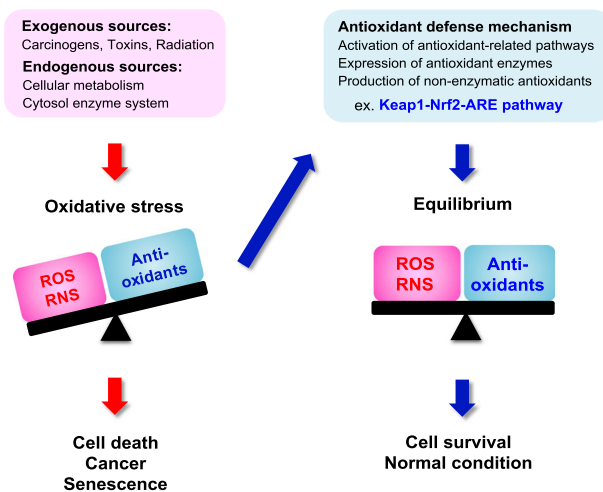 Exogenous sources:
Carcinogens, Toxins, Radiation
Endogenous sources:
Cellular metabolism
Cytosol enzyme system
Oxidative stress
ROS
RNS
Anti-
oxidants
Cell death
Cancer
Senescence
Antioxidant defense mechanism
Activation of antioxidant-related pathways
Expression of antioxidant enzymes
Production of non-enzymatic antioxidants
ex. Keap1-Nrf2-ARE pathway
Equilibrium
ROS
RNS
Anti-
oxidants
Cell survival
Normal condition